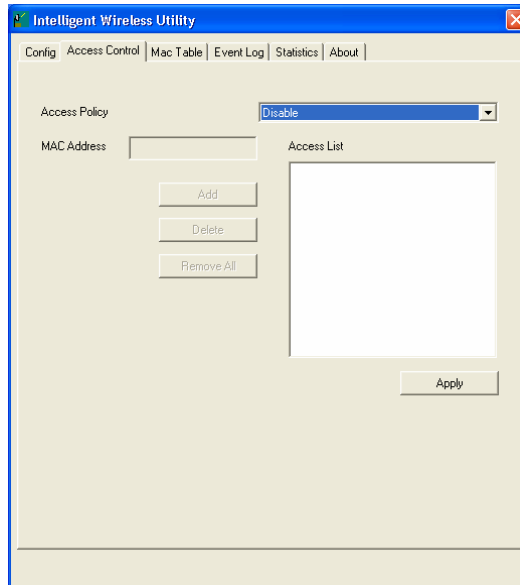 Intelligent Wireless Utility
Config Access Control Mac Table Event Log Statistics About
Access Policy Disable
MAC Address Access List
Add
Delete
Remove All
Apply